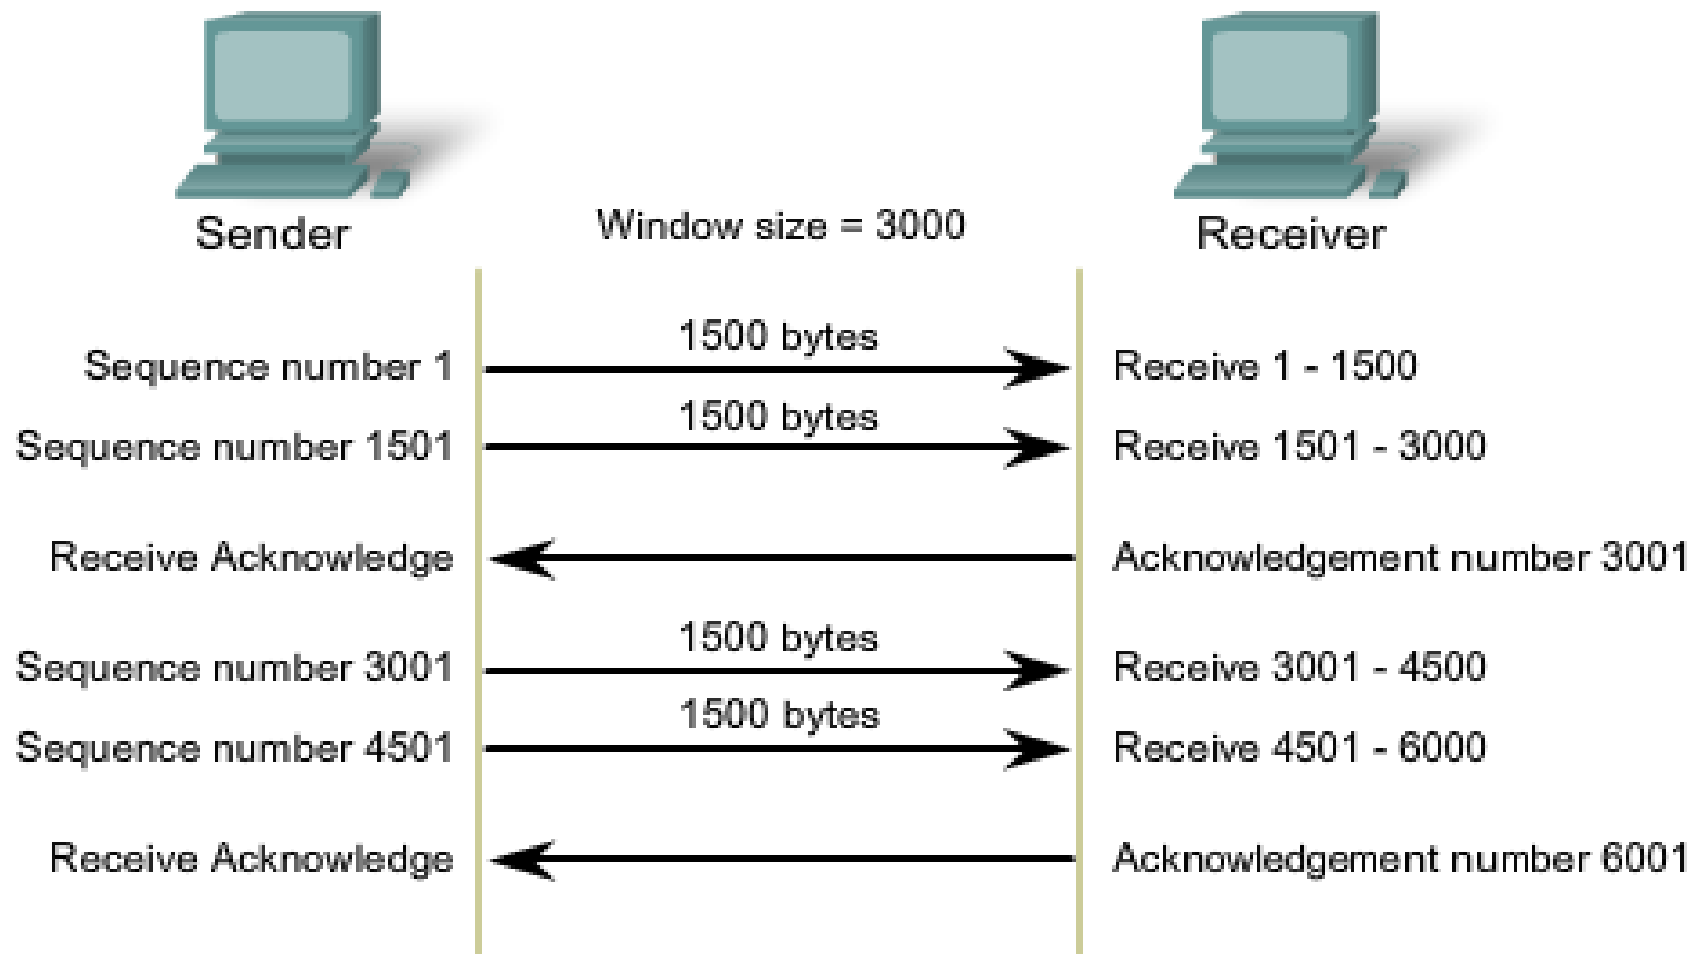 Sender
Window size = 3000
Receiver
1500 bytes
Sequence number 1
Receive 1 - 1500
1500 bytes
Sequence number 1501
Receive 1501 - 3000
Receive Acknowledge
Acknowledgement number 3001
1500 bytes
Sequence number 3001
Receive 3001 - 4500
1500 bytes
Sequence number 4501
Receive 4501 - 6000
Receive Acknowledge
Acknowledgement number 6001